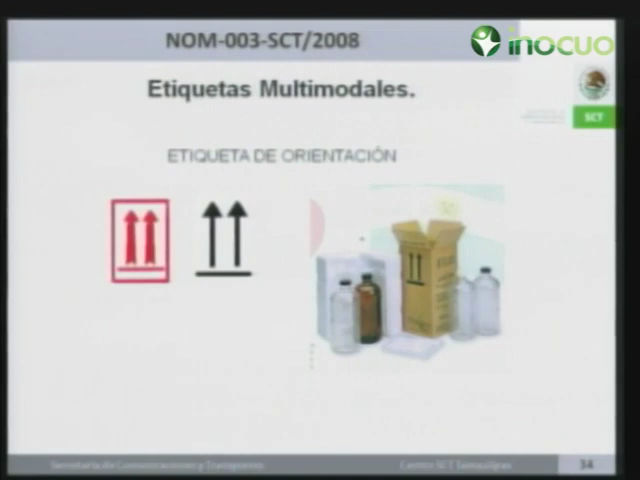 NOM-003-SCT/2008
inocuo
Etiquetas Multimodales.
SCT
ETIQUETA DE ORIENTACIÓN
Secretaría de Comunicaciones y Transportes
Centro SCT Tamaulipas
34